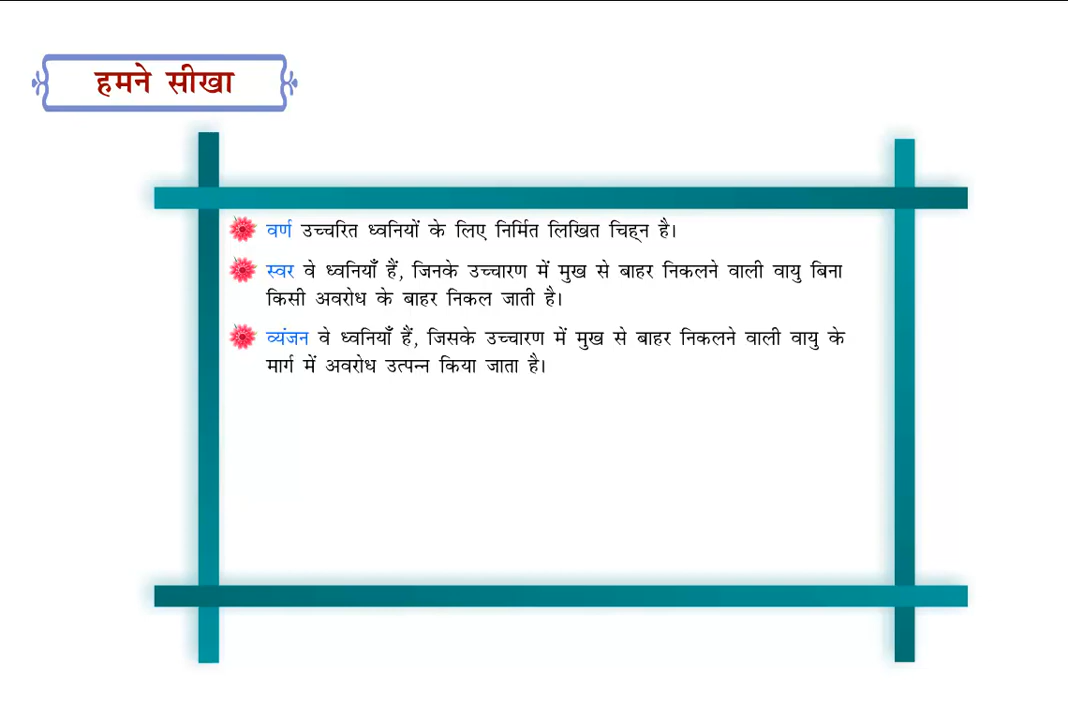 हमने सीखा
वर्ण उच्चरित ध्वनियों के लिए निर्मित लिखित चिह्न है।
स्वर वे ध्वनियाँ हैं, जिनके उच्चारण में मुख से बाहर निकलने वाली वायु बिना
किसी अवरोध के बाहर निकल जाती है।
व्यंजन वे ध्वनियाँ हैं, जिसके उच्चारण में मुख से बाहर निकलने वाली वायु के
मार्ग में अवरोध उत्पन्न किया जाता है।